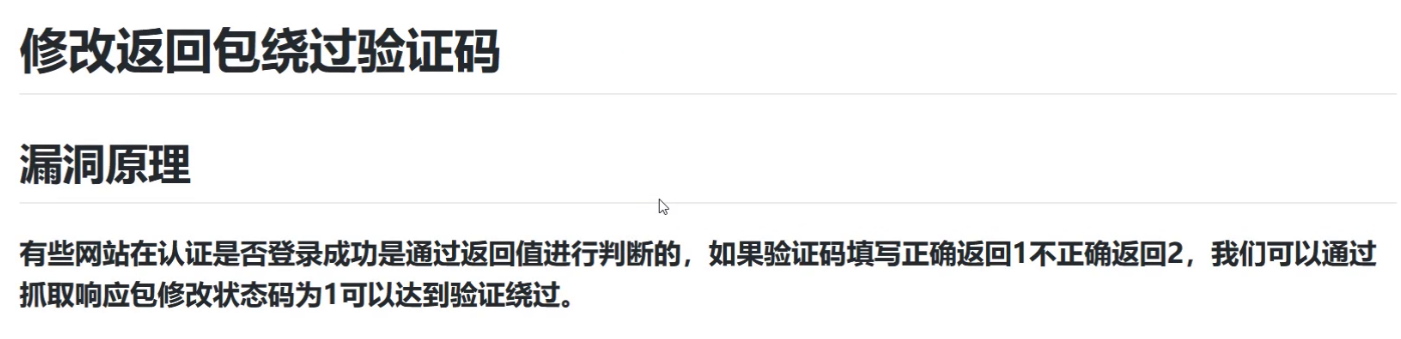 修改返回包绕过验证码
漏洞原理
有些网站在认证是否登录成功是通过返回值进行判断的，如果验证码填写正确返回1不正确返回2，我们可以通过
抓取响应包修改状态码为1可以达到验证绕过。